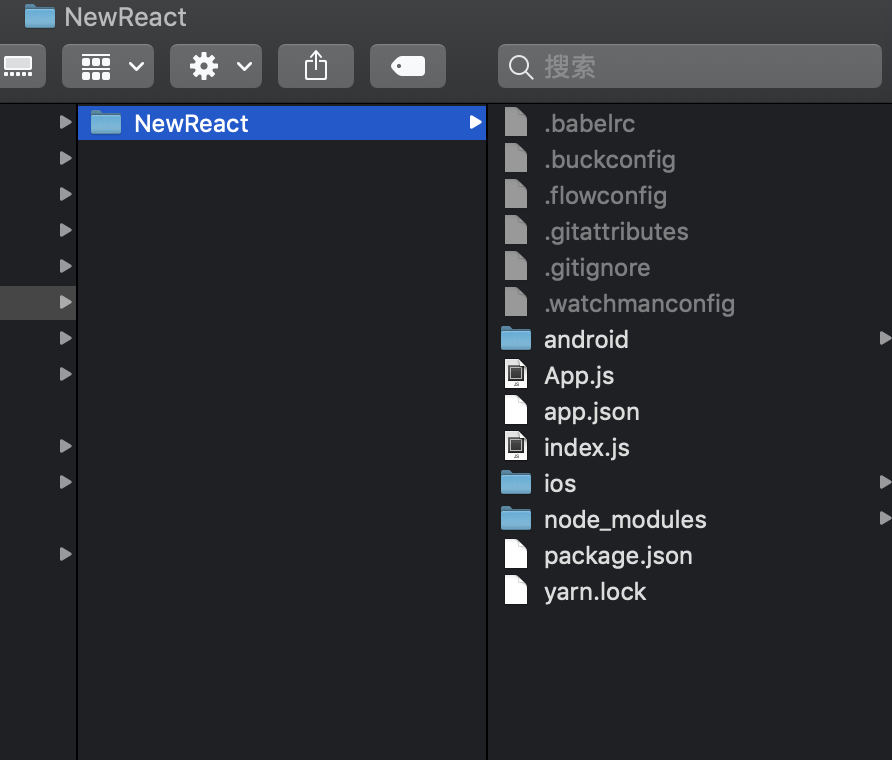 NewReact
搜索
NewReact
.babelrc
.buckconfig
.flowconfig
.gitattributes
.gitignore
.watchmanconfig
android
App.js
app.json
index.js
ios
node_modules
package.json
yarn.lock